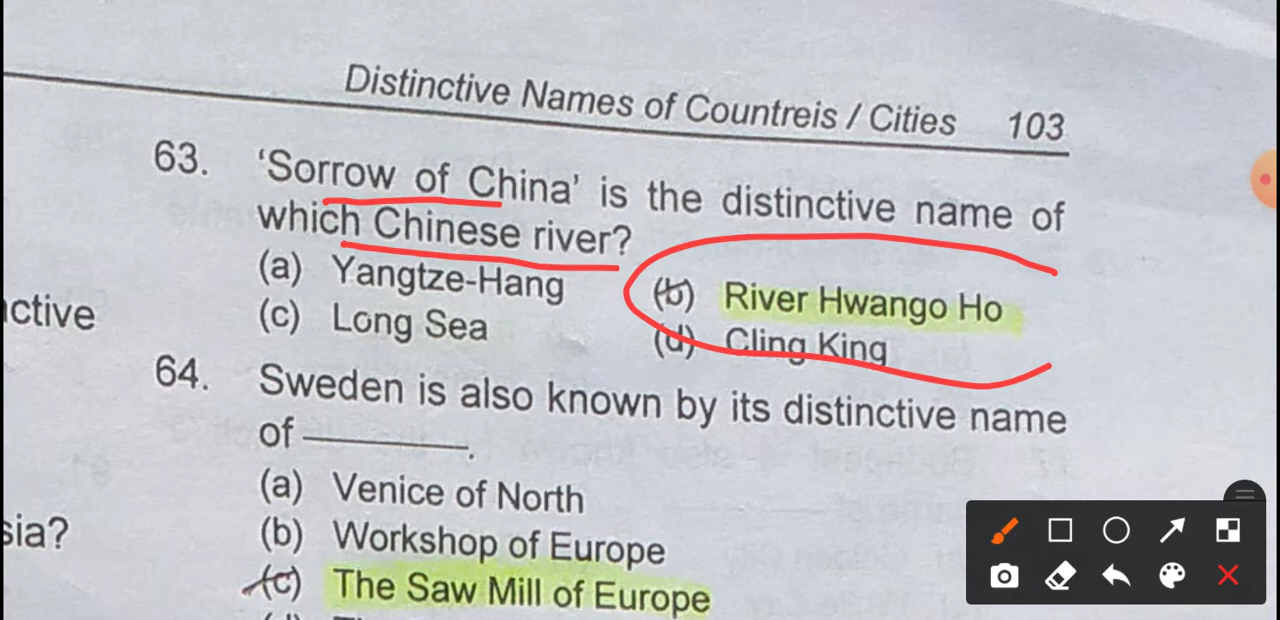 Distinctive Names of Countreis / Cities 103
63. 'Sorrow of China' is the distinctive name of
which Chinese river?
(a) Yangtze-Hang (b) River Hwango Ho
(c) Long Sea (d) Cling King
active
64. Sweden is also known by its distinctive name
of ————.
(a) Venice of North
(b) Workshop of Europe
sia?
(c) The Saw Mill of Europe